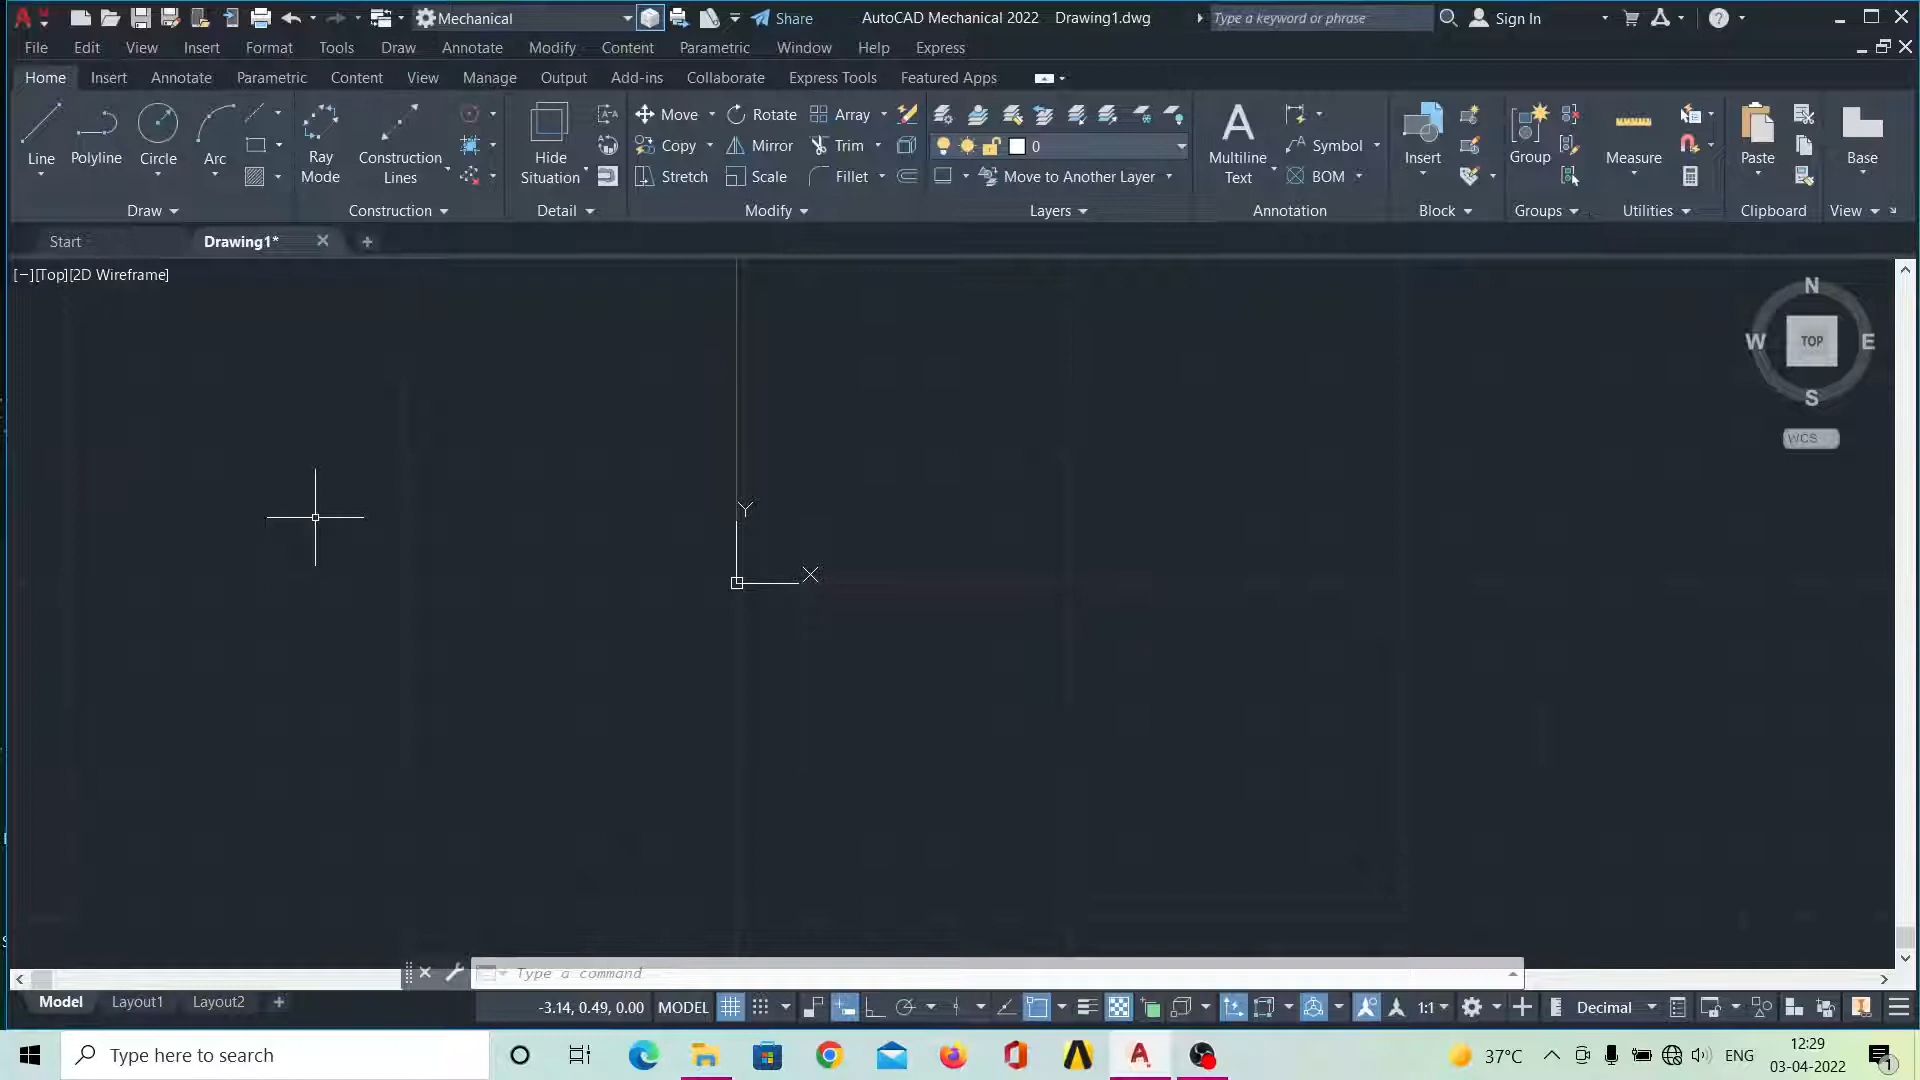 Mechanical
Share
AutoCAD Mechanical 2022 Drawing1.dwg
Type a keyword or phrase
Sign In
File Edit View Insert Format Tools Draw Annotate Modify Content Parametric Window Help Express
Home Insert Annotate Parametric Content View Manage Output Add-ins Collaborate Express Tools Featured Apps
Line Polyline Circle Arc
Draw
Ray Mode
Construction Lines
Construction
Hide Situation
Detail
Move Rotate Array
Copy Mirror Trim
Stretch Scale Fillet
Modify
0
Move to Another Layer
Layers
Multiline Text
Symbol
BOM
Annotation
Insert
Block
Group
Groups
Measure
Utilities
Paste
Clipboard
Base
View
Start Drawing1*
[−][Top][2D Wireframe]
N
W TOP E
S
WCS
Y
X
Type a command
Model Layout1 Layout2
-3.14, 0.49, 0.00 MODEL 1:1 Decimal
Type here to search
37°C ENG
12:29
03-04-2022
1